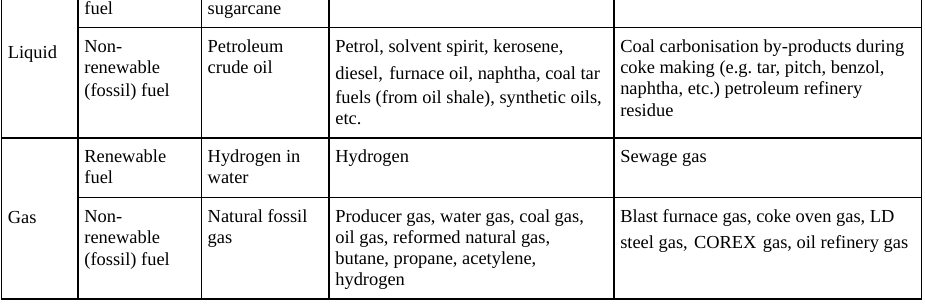 fuel
sugarcane
Liquid
Non-
renewable
(fossil) fuel
Petroleum
crude oil
Petrol, solvent spirit, kerosene,
diesel, furnace oil, naphtha, coal tar
fuels (from oil shale), synthetic oils,
etc.
Coal carbonisation by-products during
coke making (e.g. tar, pitch, benzol,
naphtha, etc.) petroleum refinery
residue
Gas
Renewable
fuel
Hydrogen in
water
Hydrogen
Sewage gas
Non-
renewable
(fossil) fuel
Natural fossil
gas
Producer gas, water gas, coal gas,
oil gas, reformed natural gas,
butane, propane, acetylene,
hydrogen
Blast furnace gas, coke oven gas, LD
steel gas, COREX gas, oil refinery gas